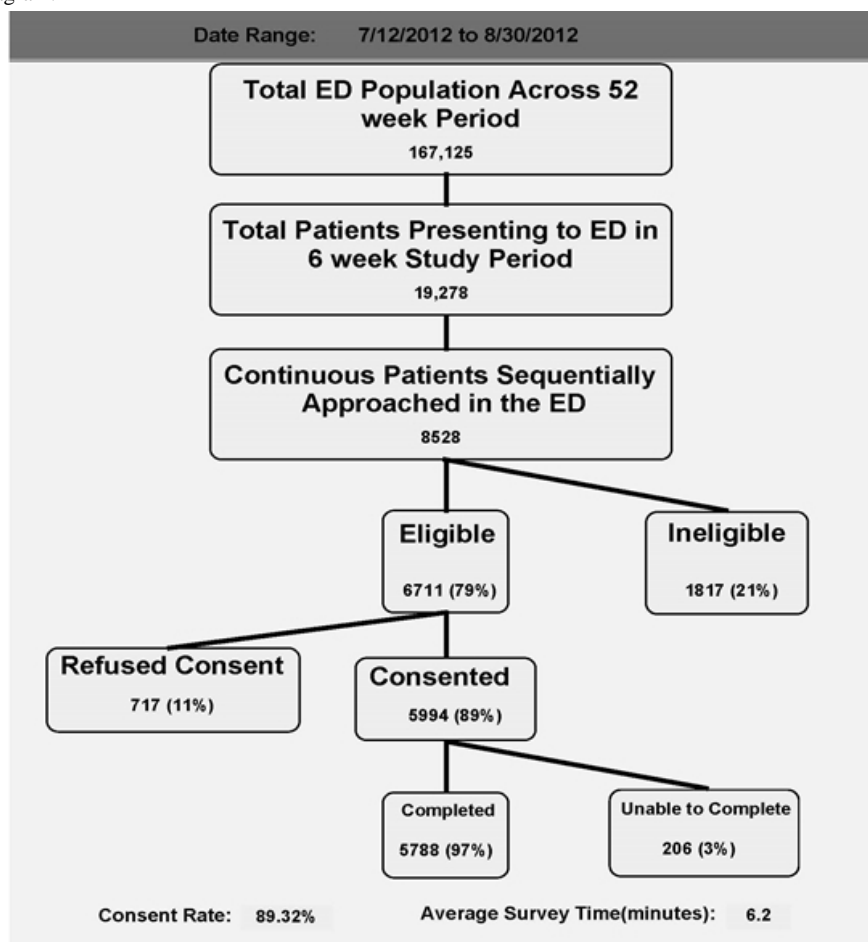 Date Range: 7/12/2012 to 8/30/2012
Total ED Population Across 52
week Period
167,125
Total Patients Presenting to ED in
6 week Study Period
19,278
Continuous Patients Sequentially
Approached in the ED
8528
Eligible
6711 (79%)
Ineligible
1817 (21%)
Refused Consent
717 (11%)
Consented
5994 (89%)
Completed
5788 (97%)
Unable to Complete
206 (3%)
Consent Rate: 89.32%
Average Survey Time(minutes): 6.2